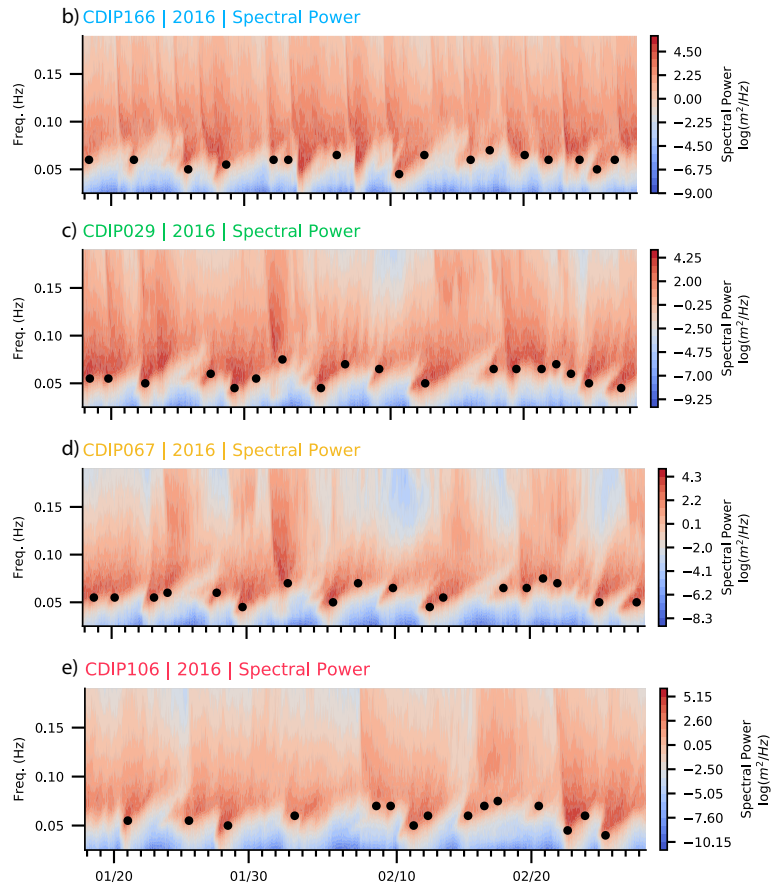 b) CDIP166 | 2016 | Spectral Power
Freq. (Hz)
0.15
0.10
0.05
4.50
2.25
0.00
−2.25
−4.50
−6.75
−9.00
Spectral Power
log(m²/Hz)
c) CDIP029 | 2016 | Spectral Power
Freq. (Hz)
0.15
0.10
0.05
4.25
2.00
−0.25
−2.50
−4.75
−7.00
−9.25
Spectral Power
log(m²/Hz)
d) CDIP067 | 2016 | Spectral Power
Freq. (Hz)
0.15
0.10
0.05
4.3
2.2
0.1
−2.0
−4.1
−6.2
−8.3
Spectral Power
log(m²/Hz)
e) CDIP106 | 2016 | Spectral Power
Freq. (Hz)
0.15
0.10
0.05
5.15
2.60
0.05
−2.50
−5.05
−7.60
−10.15
Spectral Power
log(m²/Hz)
01/20 01/30 02/10 02/20